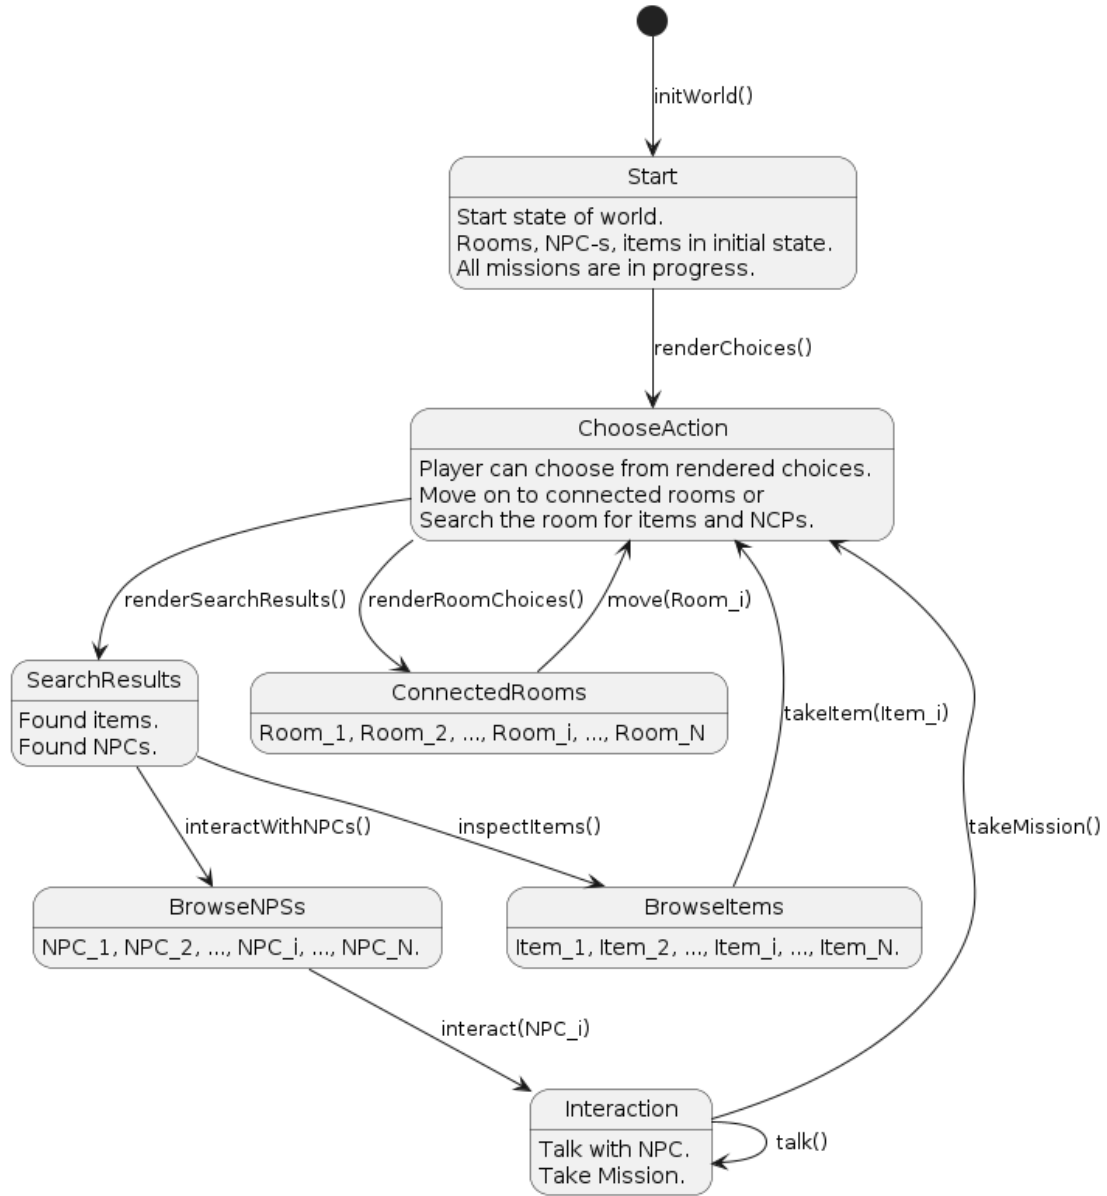 initWorld()
Start
Start state of world.
Rooms, NPC-s, items in initial state.
All missions are in progress.
renderChoices()
ChooseAction
Player can choose from rendered choices.
Move on to connected rooms or
Search the room for items and NCPs.
renderSearchResults()
renderRoomChoices()
move(Room_i)
SearchResults
Found items.
Found NPCs.
ConnectedRooms
Room_1, Room_2, ..., Room_i, ..., Room_N
takeItem(Item_i)
interactWithNPCs()
inspectItems()
takeMission()
BrowseNPSs
NPC_1, NPC_2, ..., NPC_i, ..., NPC_N.
BrowseItems
Item_1, Item_2, ..., Item_i, ..., Item_N.
interact(NPC_i)
Interaction
Talk with NPC.
Take Mission.
talk()